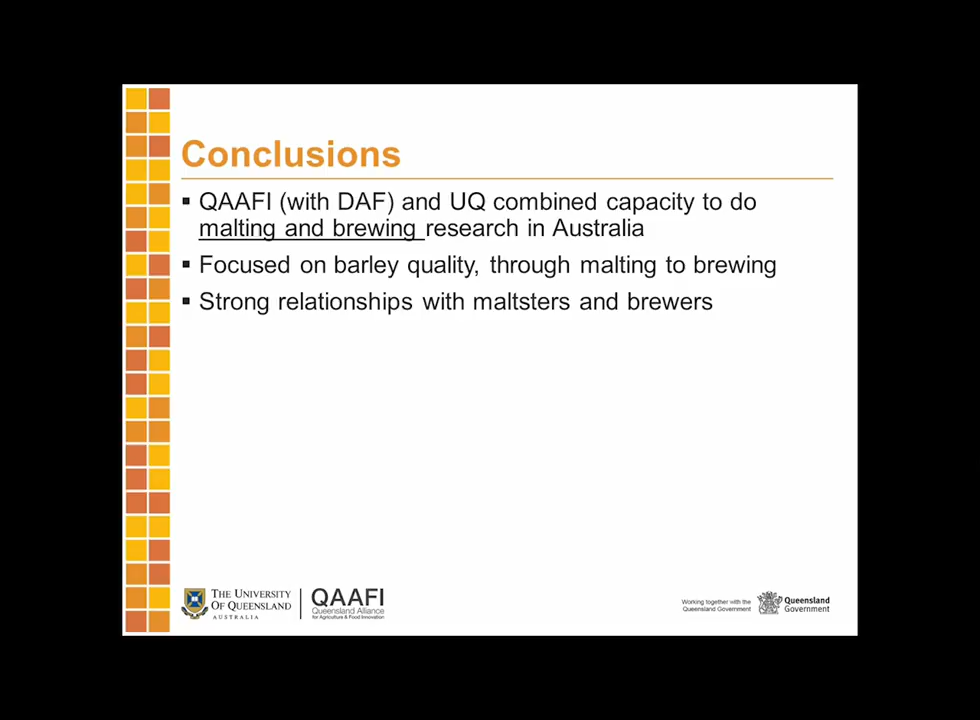 Conclusions
▪ QAAFI (with DAF) and UQ combined capacity to do
malting and brewing research in Australia
▪ Focused on barley quality, through malting to brewing
▪ Strong relationships with maltsters and brewers
THE UNIVERSITY
OF QUEENSLAND
AUSTRALIA
QAAFI
Queensland Alliance
for Agriculture & Food Innovation
Working together with the
Queensland Government
Queensland
Government